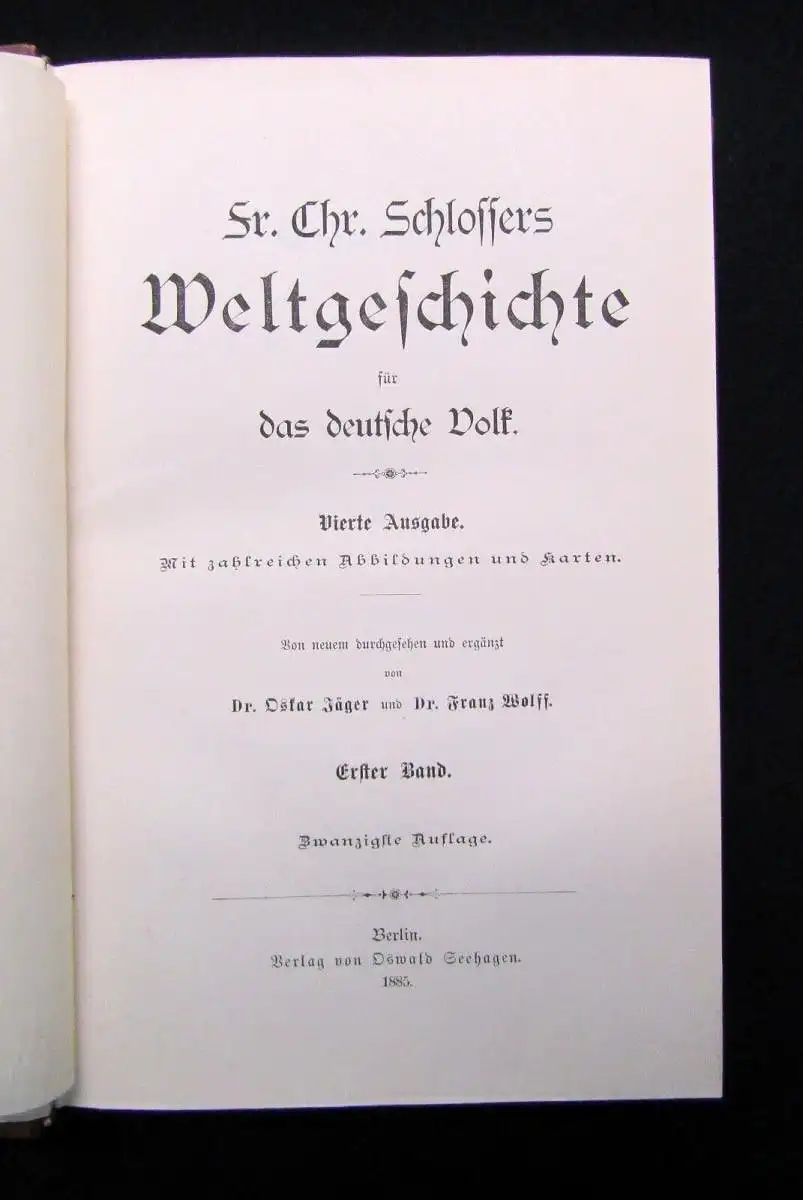 Fr. Chr. Schloſſers
Weltgeſchichte
für
das deutſche Volk.
Vierte Ausgabe.
Mit zahlreichen Abbildungen und Karten.
Von neuem durchgeſehen und ergänzt
von
Dr. Oskar Jäger und Dr. Franz Wolff.
Erſter Band.
Zwanzigſte Auflage.
Berlin.
Verlag von Oswald Seehagen.
1885.